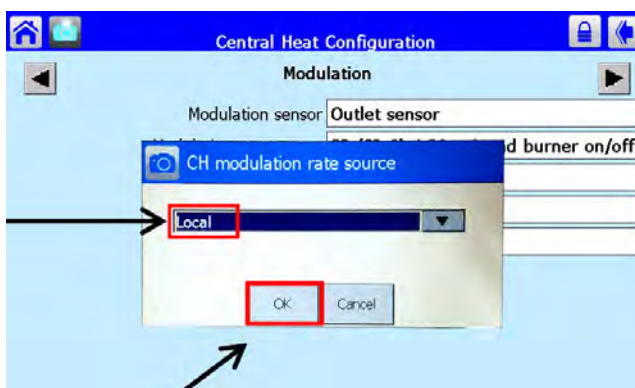 Central Heat Configuration
Modulation
Modulation sensor Outlet sensor
burner on/off
CH modulation rate source
Local
OK Cancel